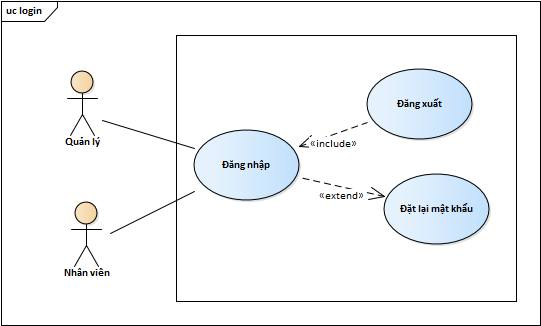 uc login
Đăng xuất
Quản lý
«include»
Đăng nhập
«extend»
Đặt lại mật khẩu
Nhân viên